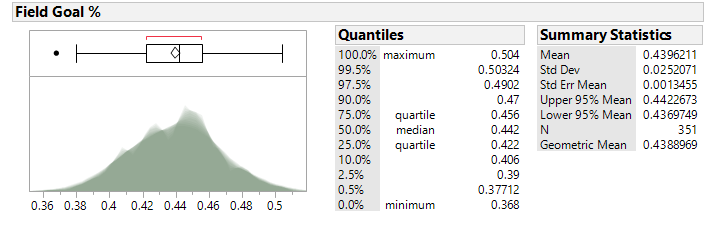 Field Goal %
0.36 0.38 0.4 0.42 0.44 0.46 0.48 0.5
Quantiles
100.0% maximum 0.504
99.5% 0.50324
97.5% 0.4902
90.0% 0.47
75.0% quartile 0.456
50.0% median 0.442
25.0% quartile 0.422
10.0% 0.406
2.5% 0.39
0.5% 0.37712
0.0% minimum 0.368
Summary Statistics
Mean 0.4396211
Std Dev 0.0252071
Std Err Mean 0.0013455
Upper 95% Mean 0.4422673
Lower 95% Mean 0.4369749
N 351
Geometric Mean 0.4388969